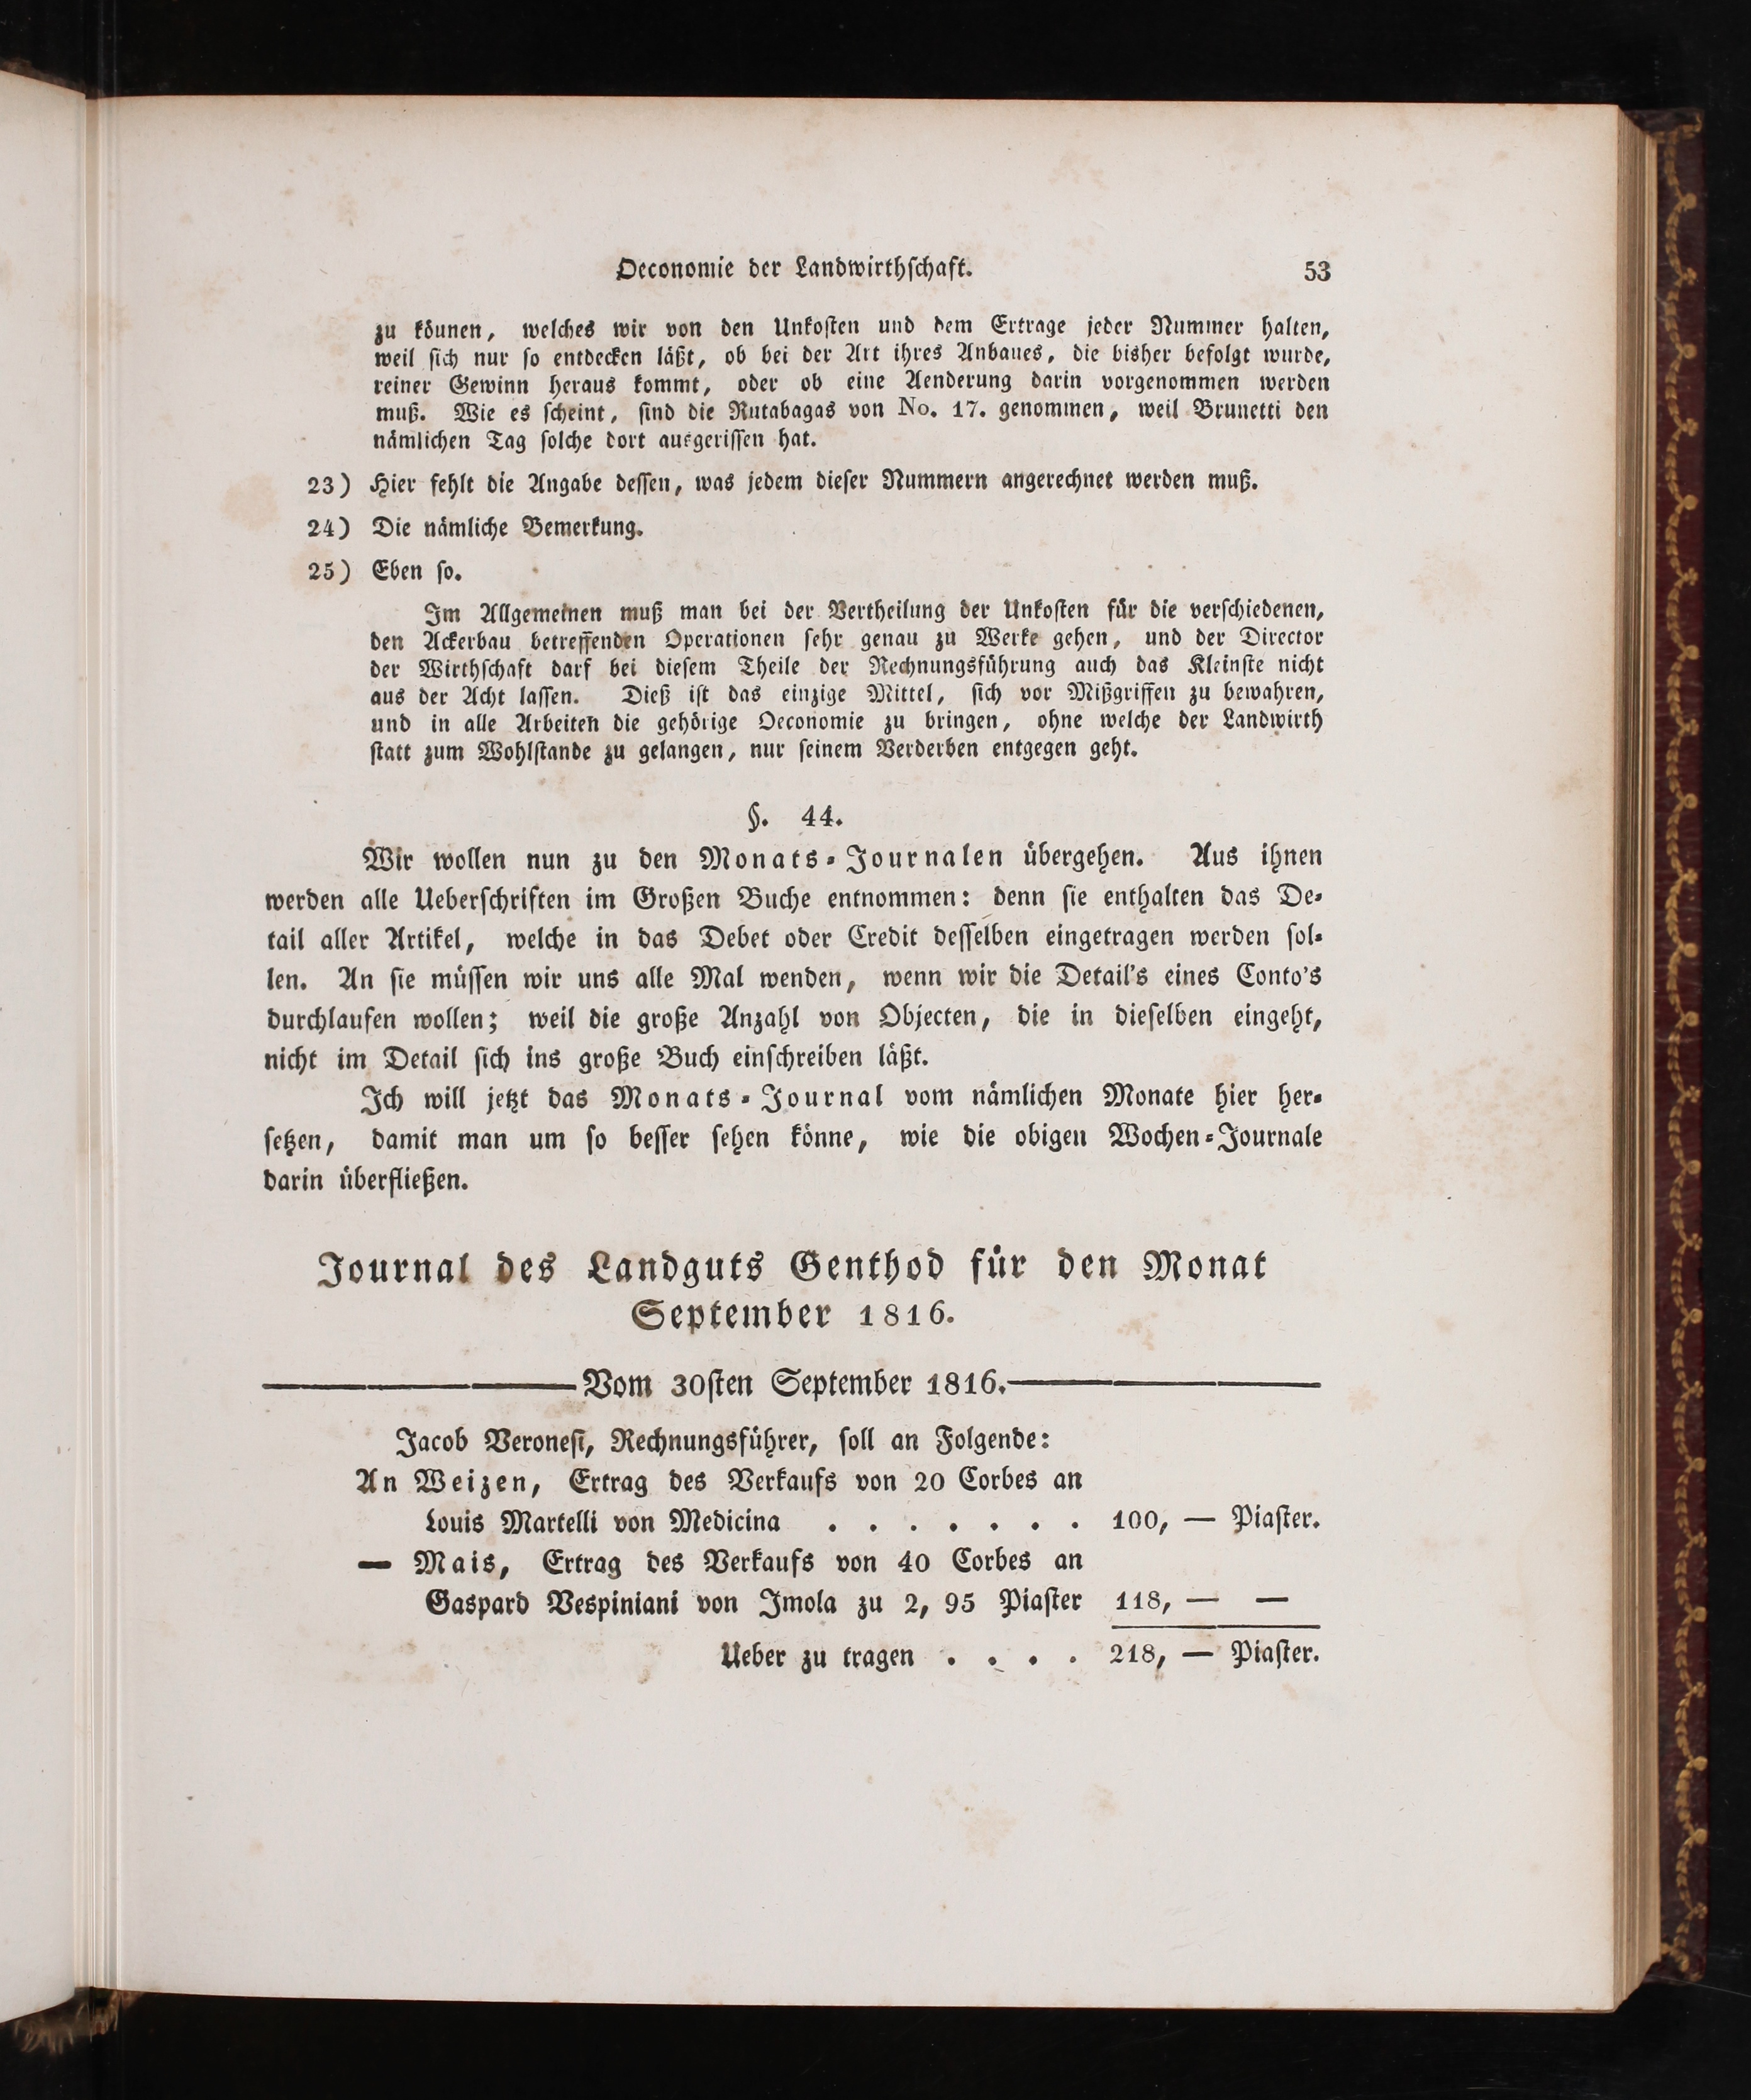 Oeconomie der Landwirthschaft. 53
zu köunen, welches wir von den Unkosten und dem Ertrage jeder Nummer halten,
weil sich nur so entdecken läßt, ob bei der Art ihres Anbaues, die bisher befolgt wurde,
reiner Gewinn heraus kommt, oder ob eine Aenderung darin vorgenommen werden
muß. Wie es scheint, sind die Rutabagas von No. 17. genommen, weil Brunetti den
nämlichen Tag solche dort ausgerissen hat.
23) Hier fehlt die Angabe dessen, was jedem dieser Nummern angerechnet werden muß.
24) Die nämliche Bemerkung.
25) Eben so.
Im Allgemeinen muß man bei der Vertheilung der Unkosten für die verschiedenen,
den Ackerbau betreffenden Operationen sehr genau zu Werke gehen, und der Director
der Wirthschaft darf bei diesem Theile der Rechnungsführung auch das Kleinste nicht
aus der Acht lassen. Dieß ist das einzige Mittel, sich vor Mißgriffen zu bewahren,
und in alle Arbeiten die gehörige Oeconomie zu bringen, ohne welche der Landwirth
statt zum Wohlstande zu gelangen, nur seinem Verderben entgegen geht.
§. 44.
Wir wollen nun zu den Monats-Journalen übergehen. Aus ihnen
werden alle Ueberschriften im Großen Buche entnommen: denn sie enthalten das De-
tail aller Artikel, welche in das Debet oder Credit desselben eingetragen werden sol-
len. An sie müssen wir uns alle Mal wenden, wenn wir die Detail's eines Conto's
durchlaufen wollen; weil die große Anzahl von Objecten, die in dieselben eingeht,
nicht im Detail sich ins große Buch einschreiben läßt.
Ich will jetzt das Monats-Journal vom nämlichen Monate hier her-
setzen, damit man um so besser sehen könne, wie die obigen Wochen-Journale
darin überfließen.
Journal des Landguts Genthod für den Monat
September 1816.
Vom 30sten September 1816.
Jacob Veronesi, Rechnungsführer, soll an Folgende:
An Weizen, Ertrag des Verkaufs von 20 Corbes an
Louis Martelli von Medicina . . . . . . . 100, — Piaster.
— Mais, Ertrag des Verkaufs von 40 Corbes an
Gaspard Vespiniani von Imola zu 2, 95 Piaster 118, — —
Ueber zu tragen . . . . 218, — Piaster.